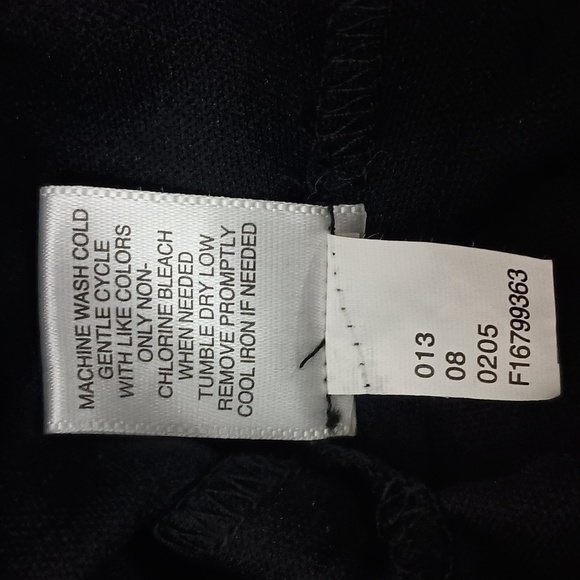 MACHINE WASH COLD
GENTLE CYCLE
WITH LIKE COLORS
ONLY NON-
CHLORINE BLEACH
WHEN NEEDED
TUMBLE DRY LOW
REMOVE PROMPTLY
COOL IRON IF NEEDED
013
08
0205
F16799363